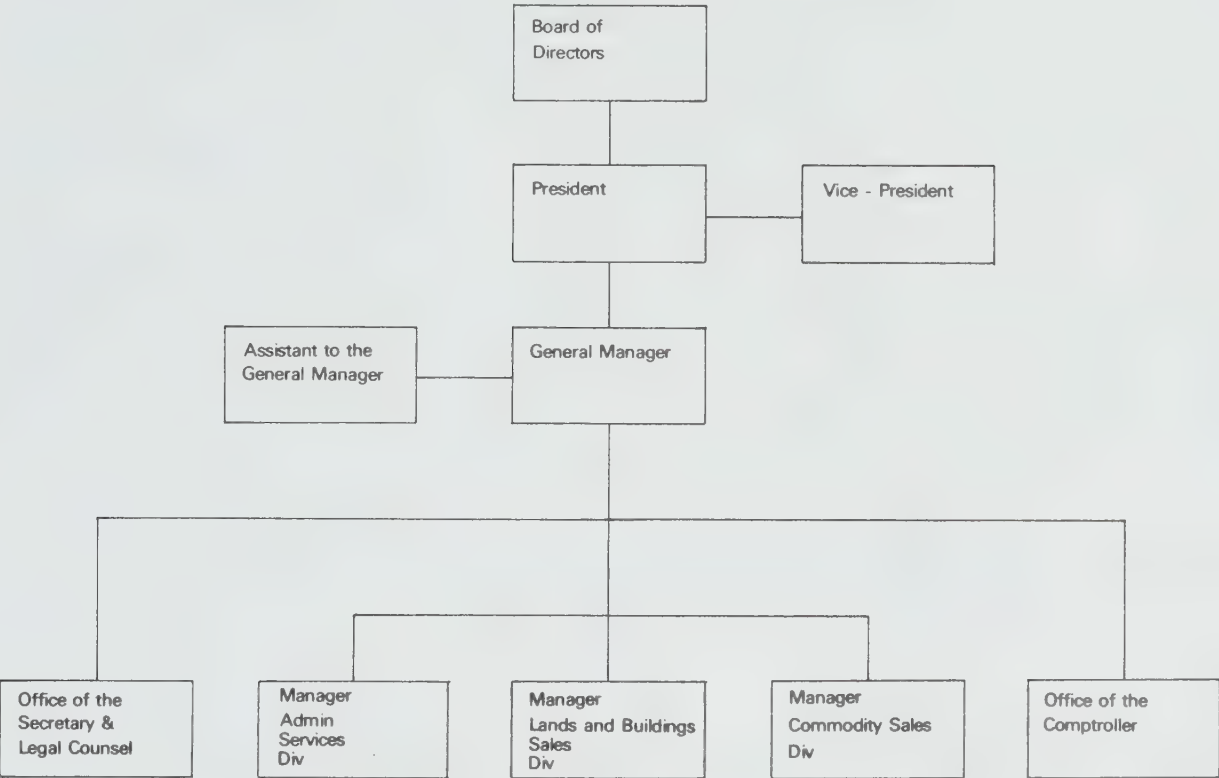 Board of
Directors
President
Vice - President
Assistant to the
General Manager
General Manager
Office of the
Secretary &
Legal Counsel
Manager
Admin
Services
Div
Manager
Lands and Buildings
Sales
Div
Manager
Commodity Sales
Div
Office of the
Comptroller